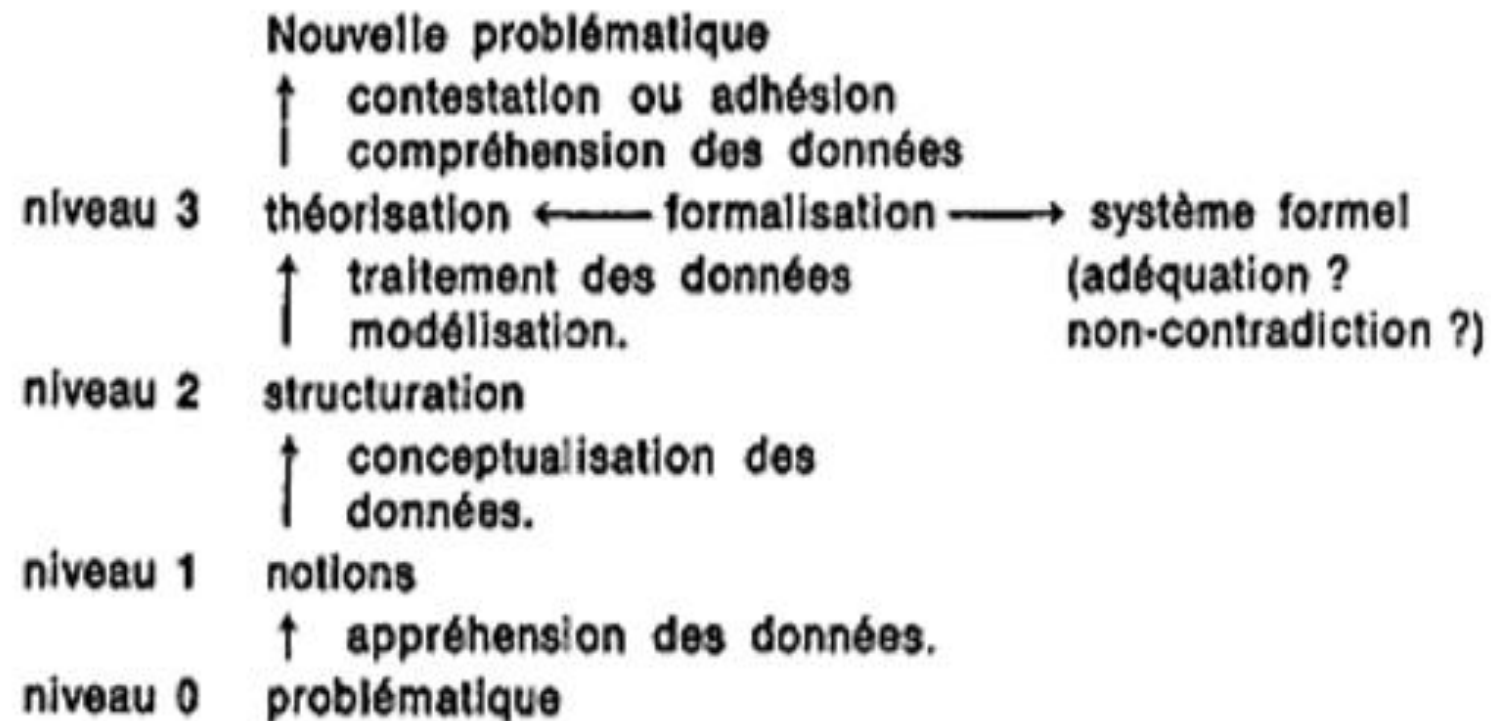 Nouvelle problématique
↑ contestation ou adhésion
compréhension des données
niveau 3 théorisation ← formalisation → système formel
↑ traitement des données (adéquation ?
modélisation. non-contradiction ?)
niveau 2 structuration
↑ conceptualisation des
données.
niveau 1 notions
↑ appréhension des données.
niveau 0 problématique